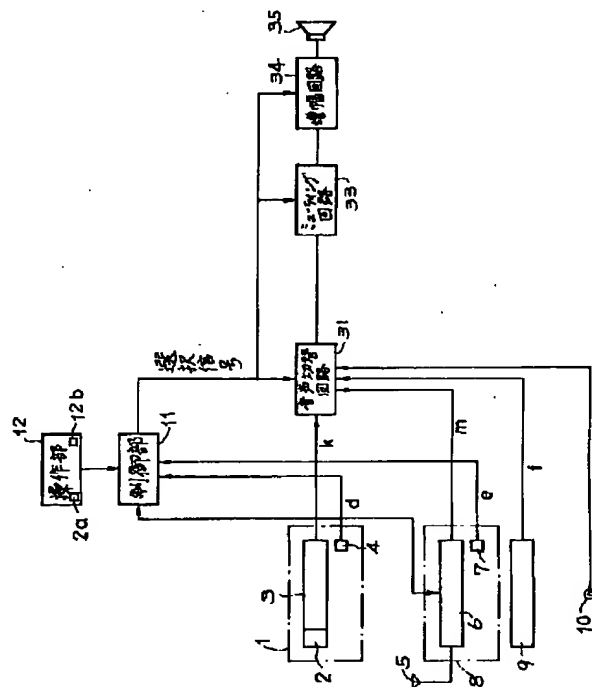 35
34
増幅回路
ミューティング
回路
33
選択信号
31
音声切替
回路
12
操作部
2a
12b
制御部
11
k
d
m
e
f
1
3
4
2
5
7
6
8
9
10